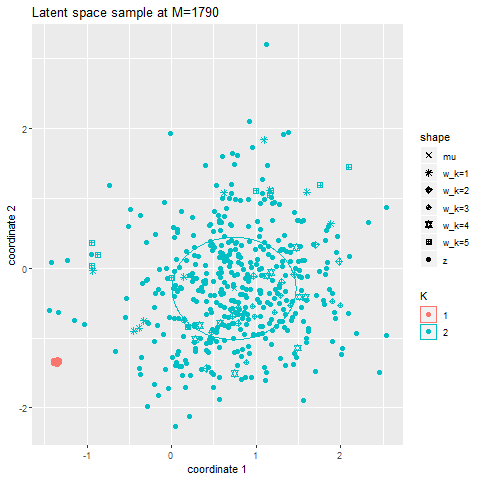 Latent space sample at M=1790
coordinate 2
2
0
-2
-1
0
1
2
coordinate 1
shape
mu
w_k=1
w_k=2
w_k=3
w_k=4
w_k=5
z
K
1
2